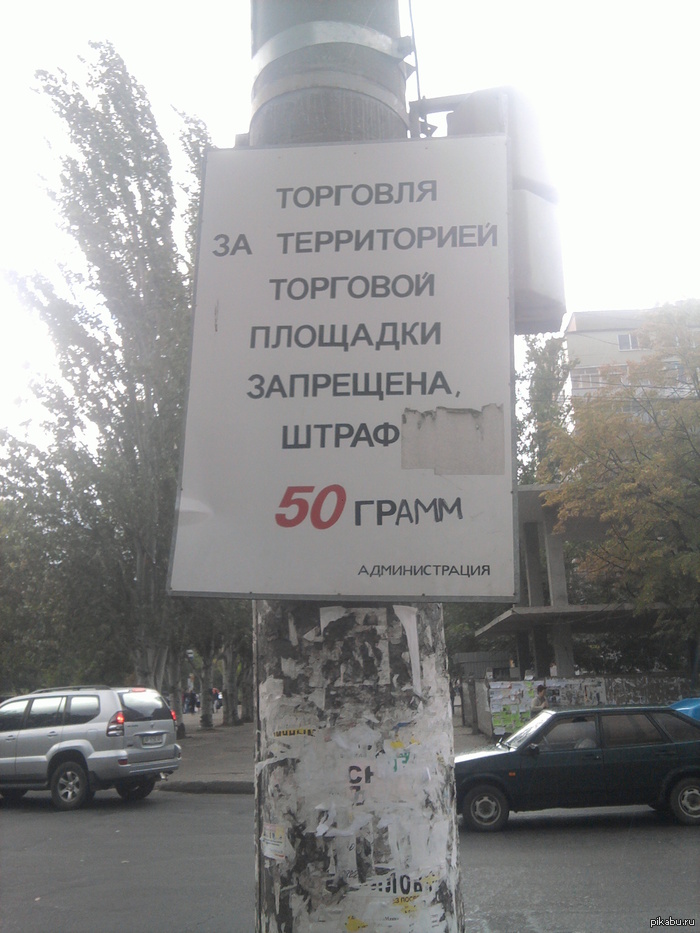 ТОРГОВЛЯ
ЗА ТЕРРИТОРИЕЙ
ТОРГОВОЙ
ПЛОЩАДКИ
ЗАПРЕЩЕНА,
ШТРАФ
50 ГРАММ
АДМИНИСТРАЦИЯ
pikabu.ru